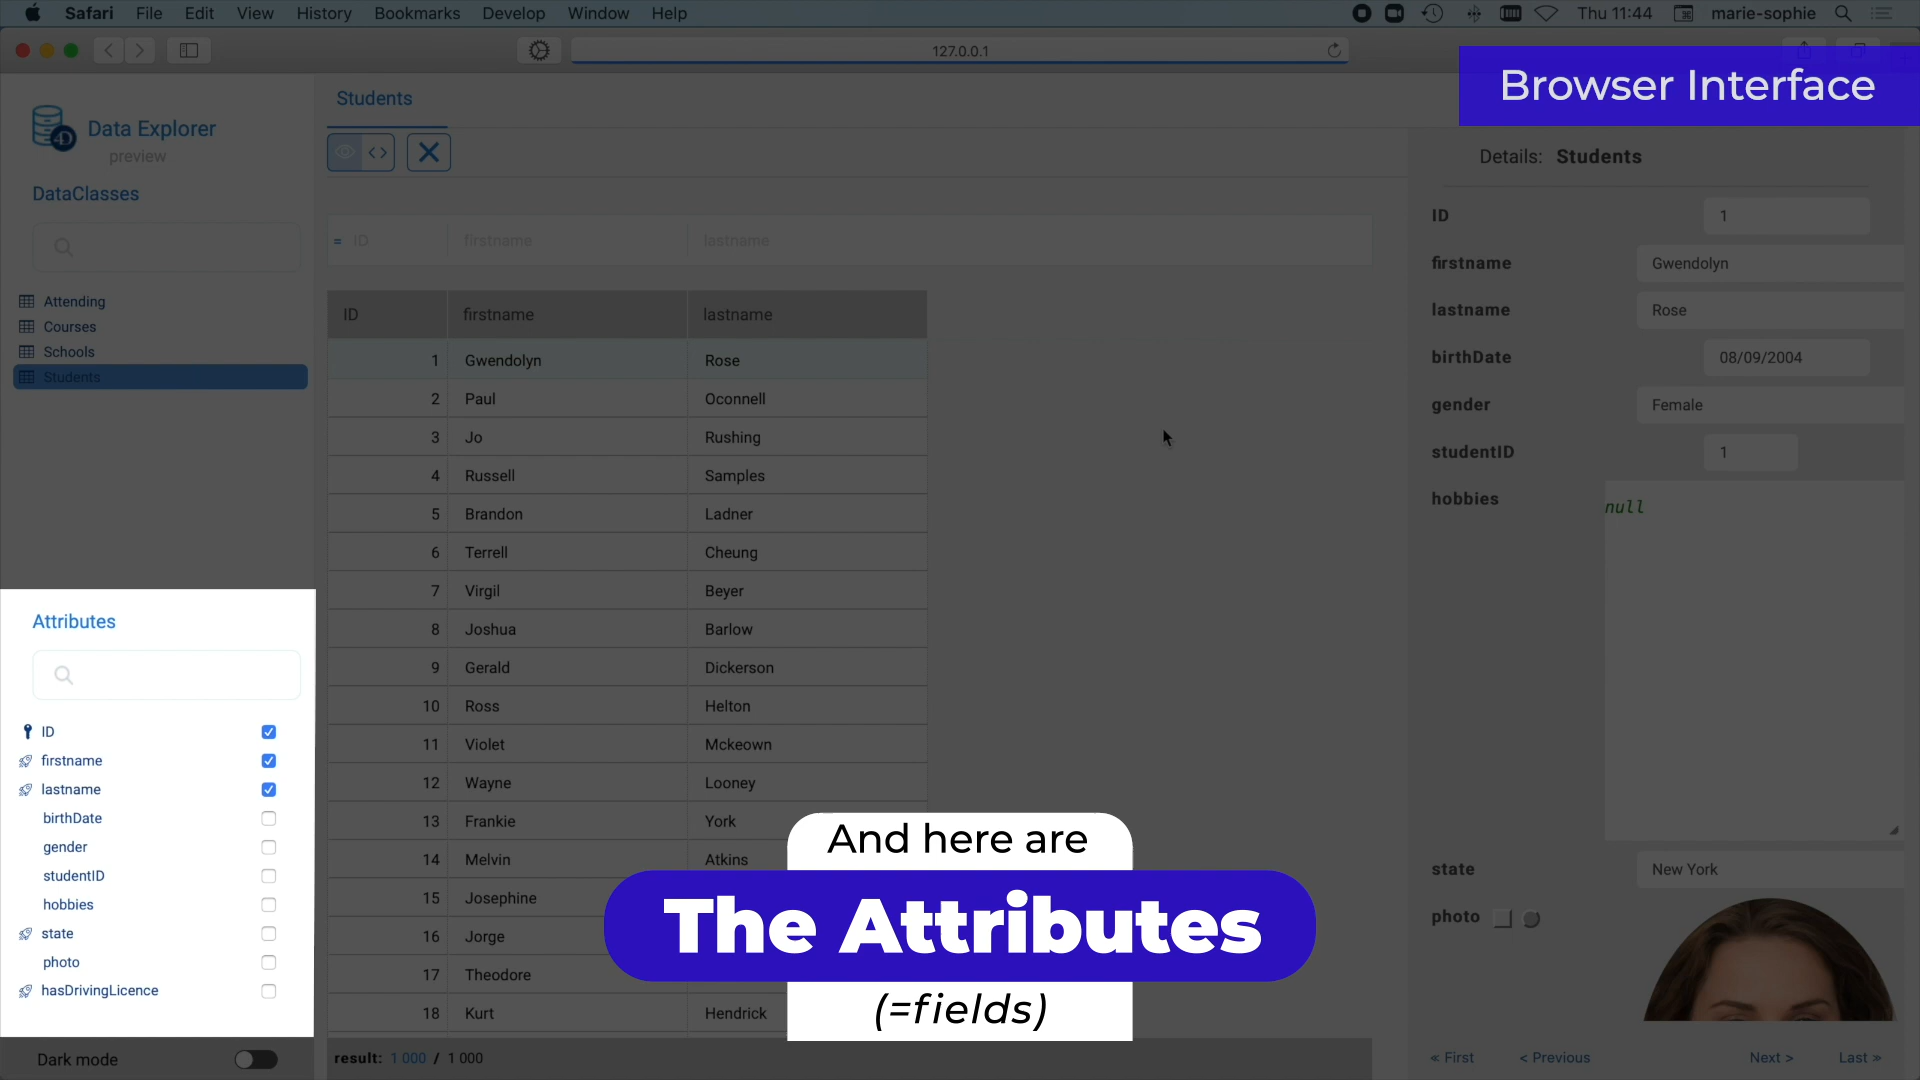 Safari File Edit View History Bookmarks Develop Window Help
Thu 11:44 marie-sophie
127.0.0.1
Browser Interface
4D
Data Explorer
preview
DataClasses
Attending
Courses
Schools
Students
Attributes
ID
firstname
lastname
birthDate
gender
studentID
hobbies
state
photo
hasDrivingLicence
Dark mode
Students
= ID firstname lastname
ID firstname lastname
1 Gwendolyn Rose
2 Paul Oconnell
3 Jo Rushing
4 Russell Samples
5 Brandon Ladner
6 Terrell Cheung
7 Virgil Beyer
8 Joshua Barlow
9 Gerald Dickerson
10 Ross Helton
11 Violet Mckeown
12 Wayne Looney
13 Frankie York
14 Melvin Atkins
15 Josephine
16 Jorge
17 Theodore
18 Kurt Hendrick
result: 1 000 / 1 000
And here are
The Attributes
(=fields)
Details: Students
ID 1
firstname Gwendolyn
lastname Rose
birthDate 08/09/2004
gender Female
studentID 1
hobbies null
state New York
photo
« First < Previous Next > Last »